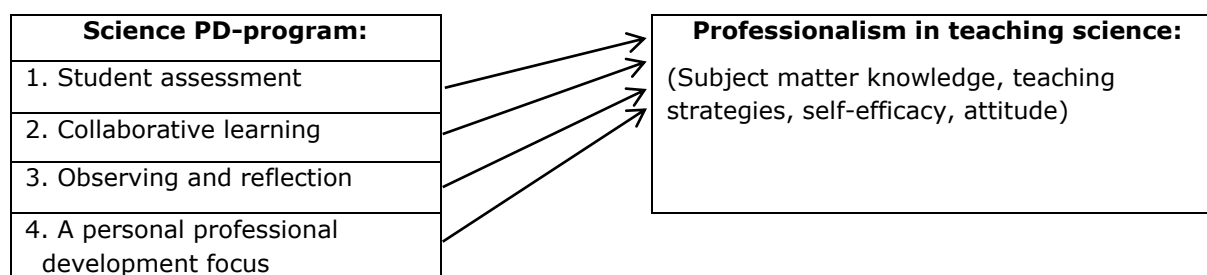 Science PD-program:
1. Student assessment
2. Collaborative learning
3. Observing and reflection
4. A personal professional
development focus
Professionalism in teaching science:
(Subject matter knowledge, teaching
strategies, self-efficacy, attitude)